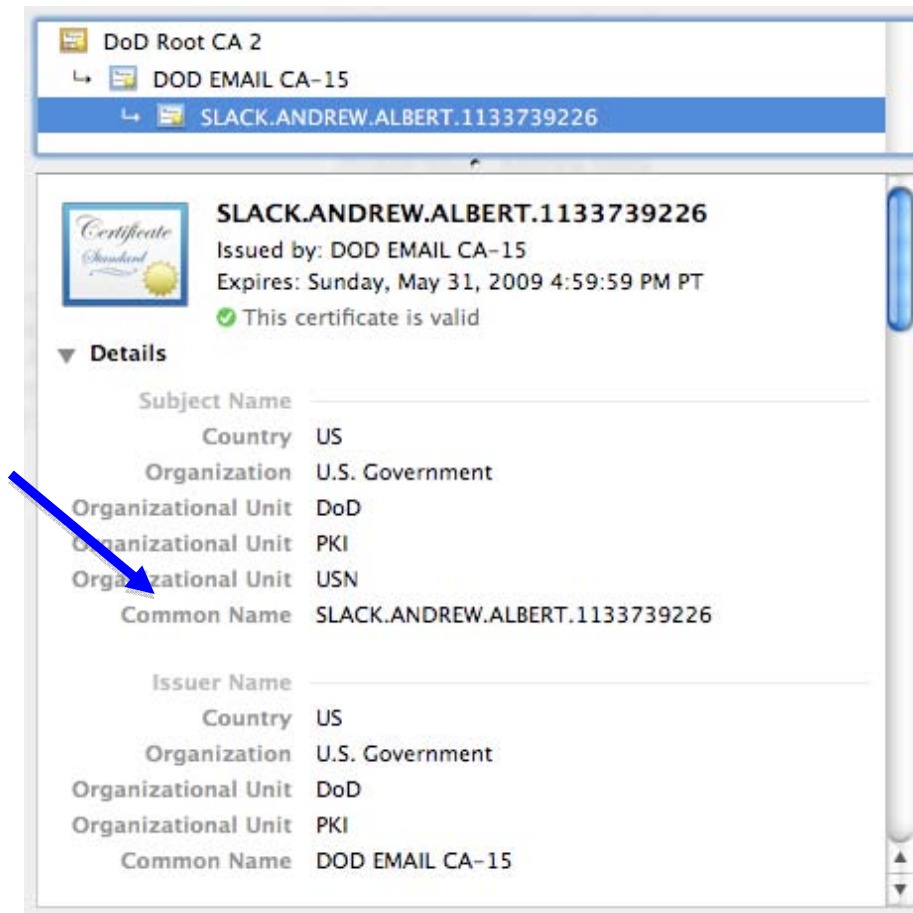 DoD Root CA 2
DOD EMAIL CA-15
SLACK.ANDREW.ALBERT.1133739226
Certificate
Standard
SLACK.ANDREW.ALBERT.1133739226
Issued by: DOD EMAIL CA-15
Expires: Sunday, May 31, 2009 4:59:59 PM PT
This certificate is valid
Details
Subject Name
Country US
Organization U.S. Government
Organizational Unit DoD
Organizational Unit PKI
Organizational Unit USN
Common Name SLACK.ANDREW.ALBERT.1133739226
Issuer Name
Country US
Organization U.S. Government
Organizational Unit DoD
Organizational Unit PKI
Common Name DOD EMAIL CA-15